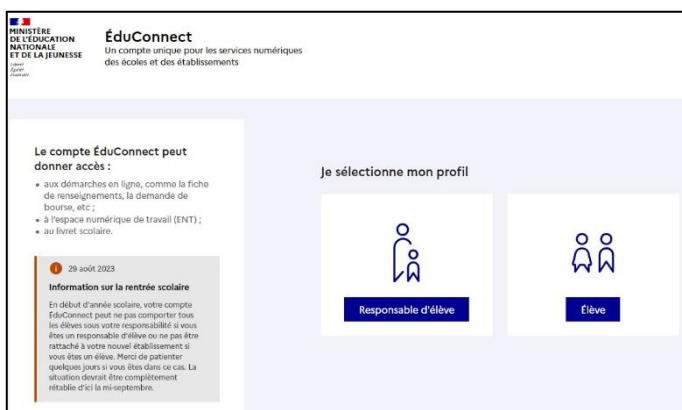 MINISTÈRE
DE L'ÉDUCATION
NATIONALE
ET DE LA JEUNESSE
Liberté
Égalité
Fraternité
ÉduConnect
Un compte unique pour les services numériques
des écoles et des établissements
Le compte ÉduConnect peut
donner accès :
• aux démarches en ligne, comme la fiche
de renseignements, la demande de
bourse, etc ;
• à l'espace numérique de travail (ENT) ;
• au livret scolaire.
29 août 2023
Information sur la rentrée scolaire
En début d'année scolaire, votre compte
ÉduConnect peut ne pas comporter tous
les élèves sous votre responsabilité si vous
êtes un responsable d'élève ou ne pas être
rattaché à votre nouvel établissement si
vous êtes un élève. Merci de patienter
quelques jours si vous êtes dans ce cas. La
situation devrait être complètement
rétablie d'ici la mi-septembre.
Je sélectionne mon profil
Responsable d'élève
Élève